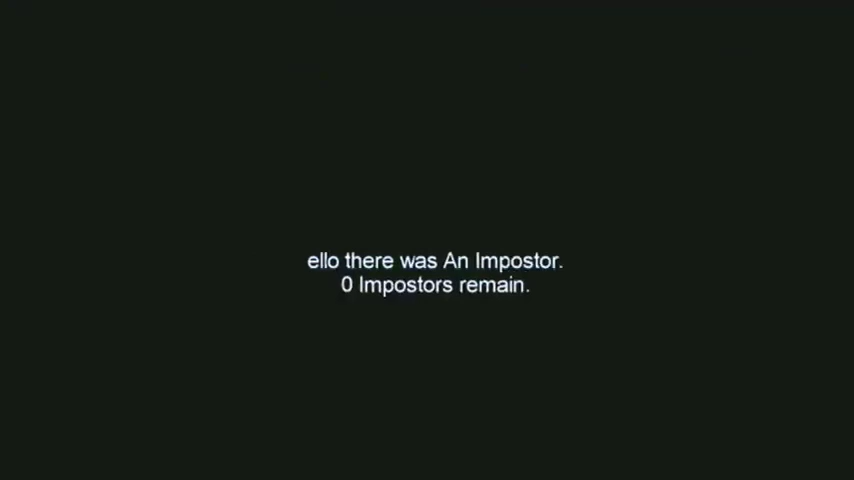 ello there was An Impostor.
0 Impostors remain.